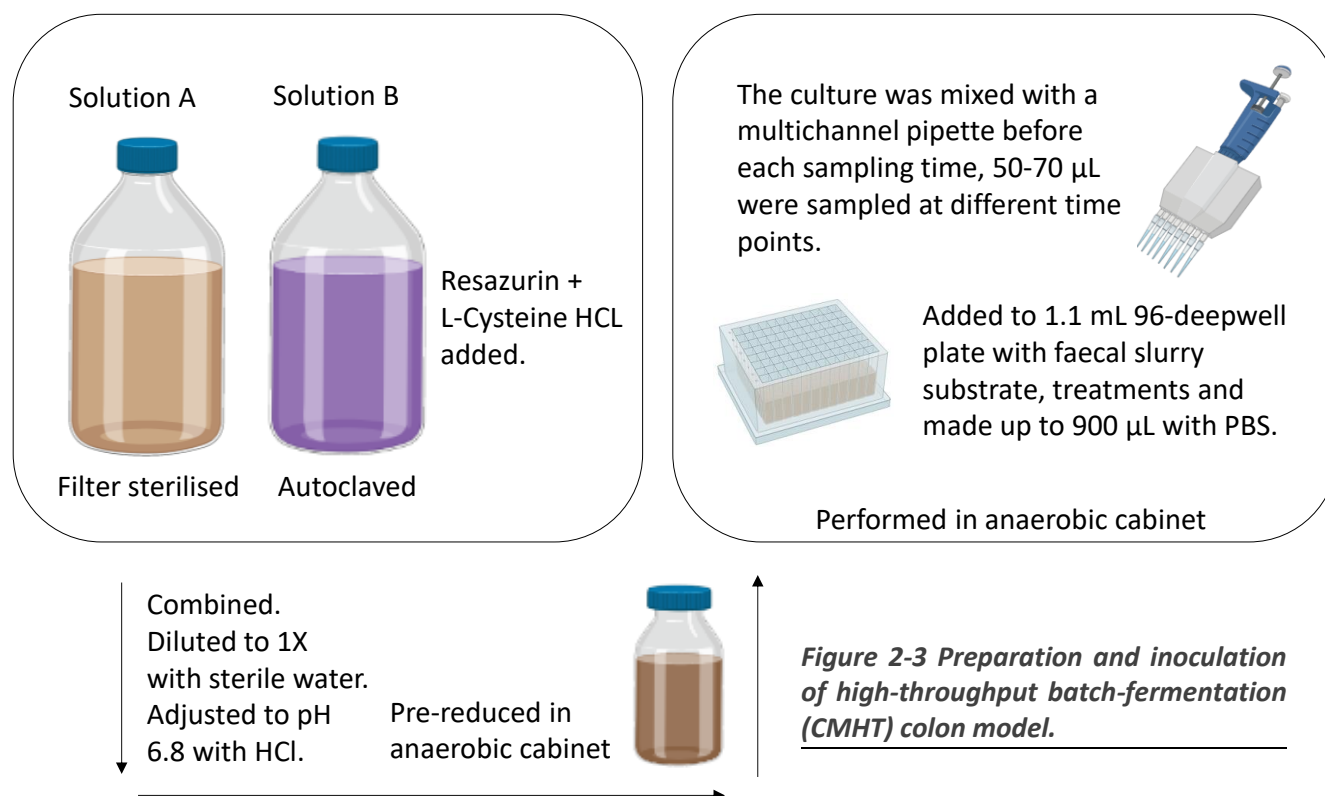 Solution A
Solution B
Resazurin +
L-Cysteine HCL
added.
Filter sterilised
Autoclaved
The culture was mixed with a
multichannel pipette before
each sampling time, 50-70 µL
were sampled at different time
points.
Added to 1.1 mL 96-deepwell
plate with faecal slurry
substrate, treatments and
made up to 900 µL with PBS.
Performed in anaerobic cabinet
Combined.
Diluted to 1X
with sterile water.
Adjusted to pH
6.8 with HCl.
Pre-reduced in
anaerobic cabinet
Figure 2-3 Preparation and inoculation
of high-throughput batch-fermentation
(CMHT) colon model.